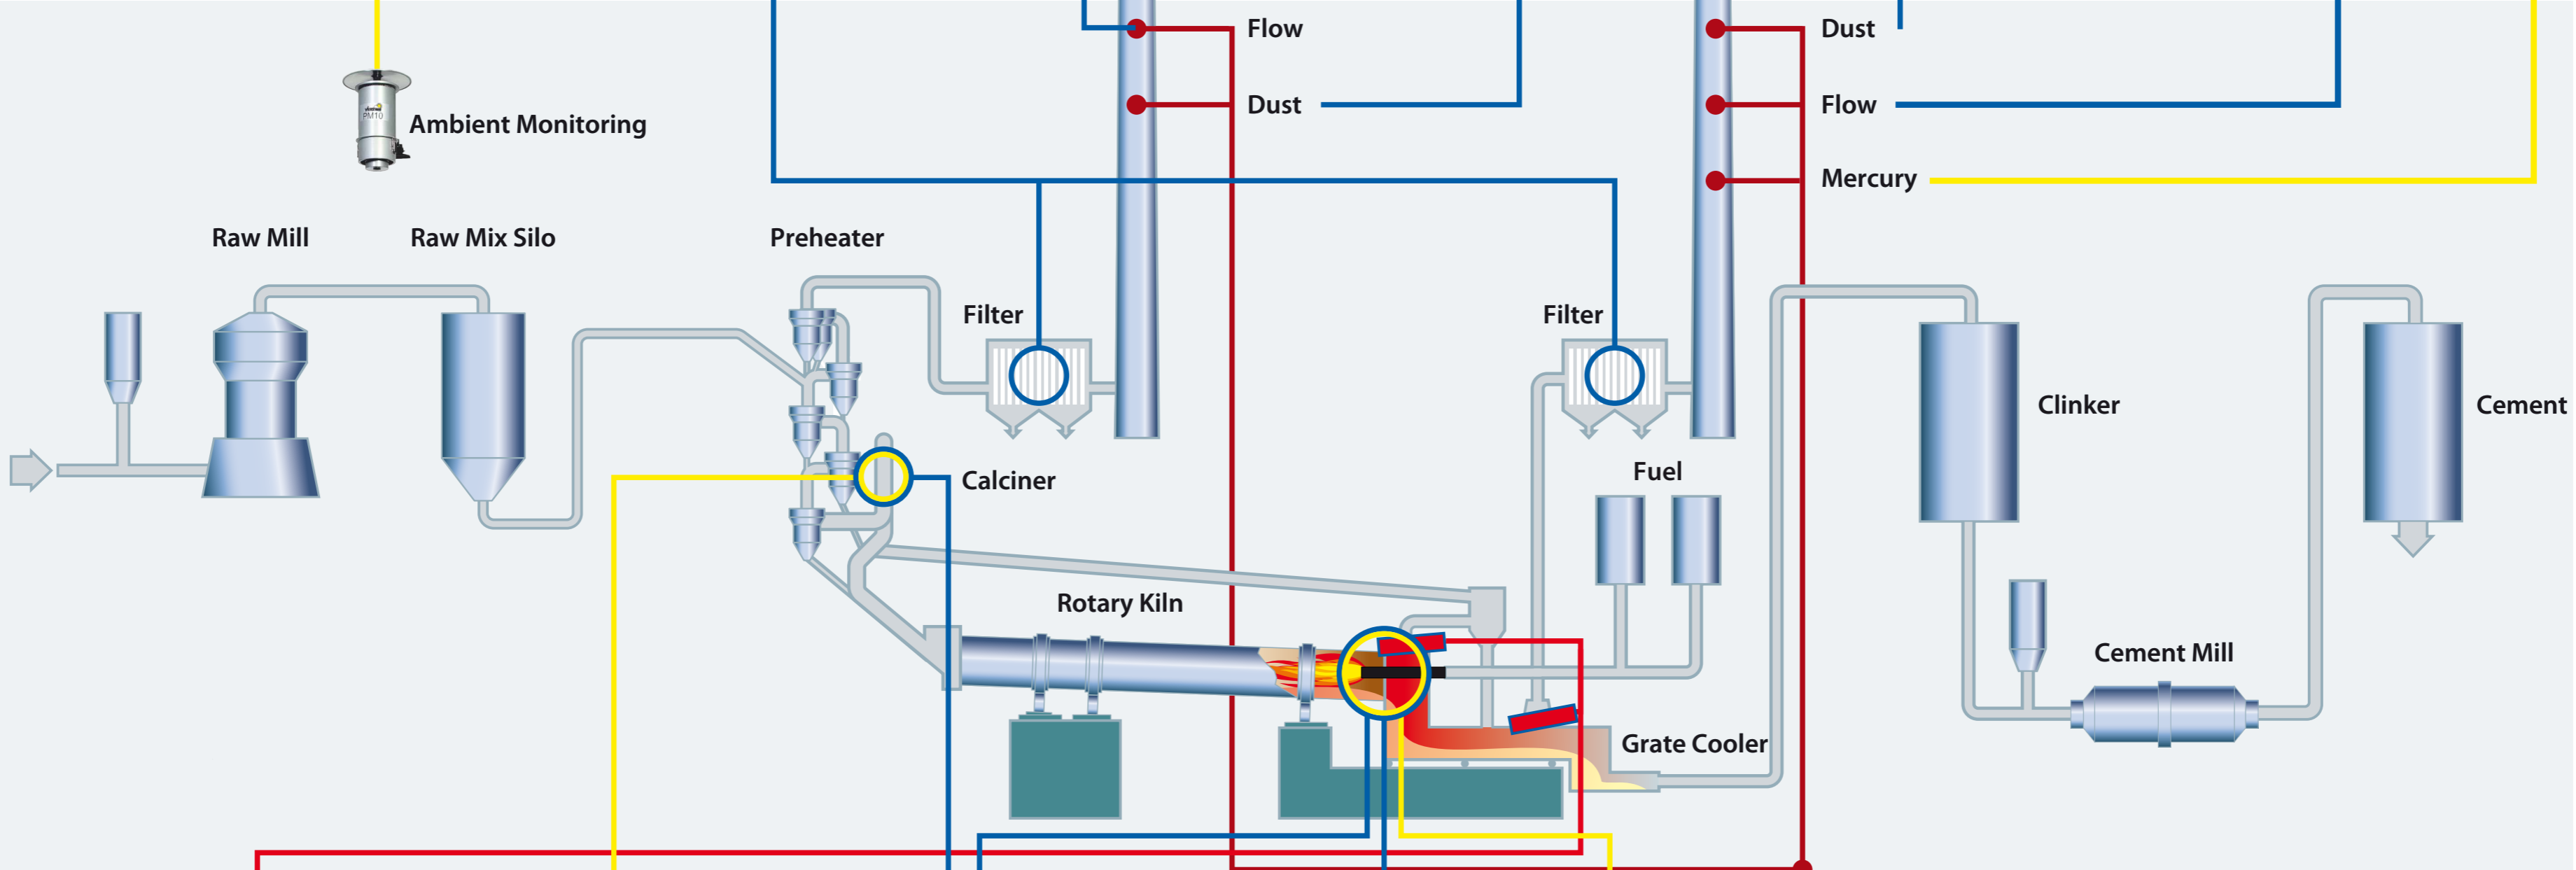 Flow
Dust
Dust
Flow
Mercury
PM10
Ambient Monitoring
Raw Mill
Raw Mix Silo
Preheater
Filter
Filter
Calciner
Fuel
Clinker
Cement
Rotary Kiln
Grate Cooler
Cement Mill